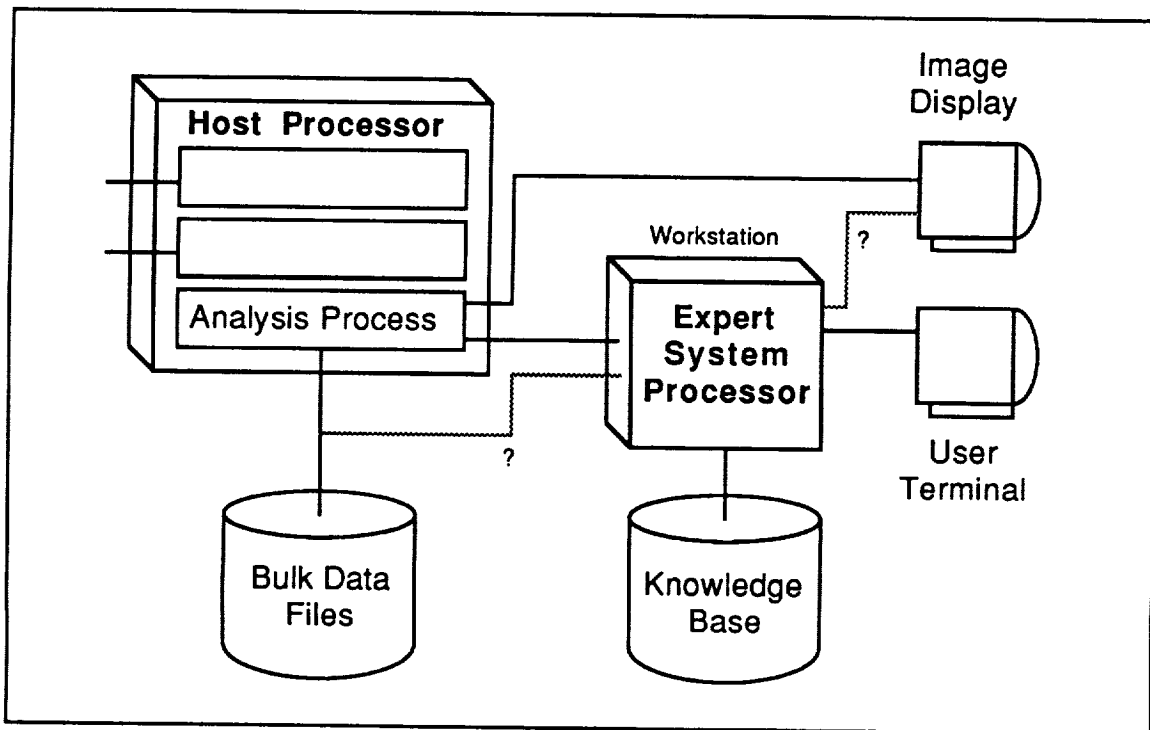 Image
Display
Host Processor
?
Workstation
Analysis Process
Expert
System
Processor
?
User
Terminal
Bulk Data
Files
Knowledge
Base